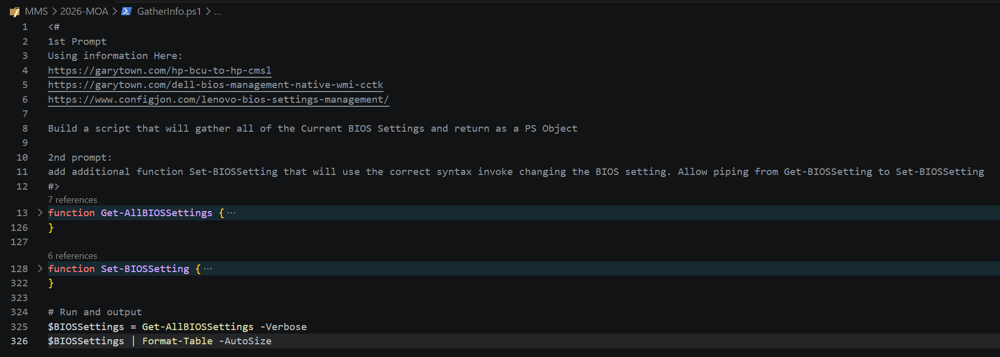 MMS > 2026-MOA > GatherInfo.ps1 > ...
1 <#
2 1st Prompt
3 Using information Here:
4 https://garytown.com/hp-bcu-to-hp-cmsl
5 https://garytown.com/dell-bios-management-native-wmi-cctk
6 https://www.configjon.com/lenovo-bios-settings-management/
7
8 Build a script that will gather all of the Current BIOS Settings and return as a PS Object
9
10 2nd prompt:
11 add additional function Set-BIOSSetting that will use the correct syntax invoke changing the BIOS setting. Allow piping from Get-BIOSSetting to Set-BIOSSetting
12 #>
7 references
13 > function Get-AllBIOSSettings { ...
126 }
127
6 references
128 > function Set-BIOSSetting { ...
322 }
323
324 # Run and output
325 $BIOSSettings = Get-AllBIOSSettings -Verbose
326 $BIOSSettings | Format-Table -AutoSize